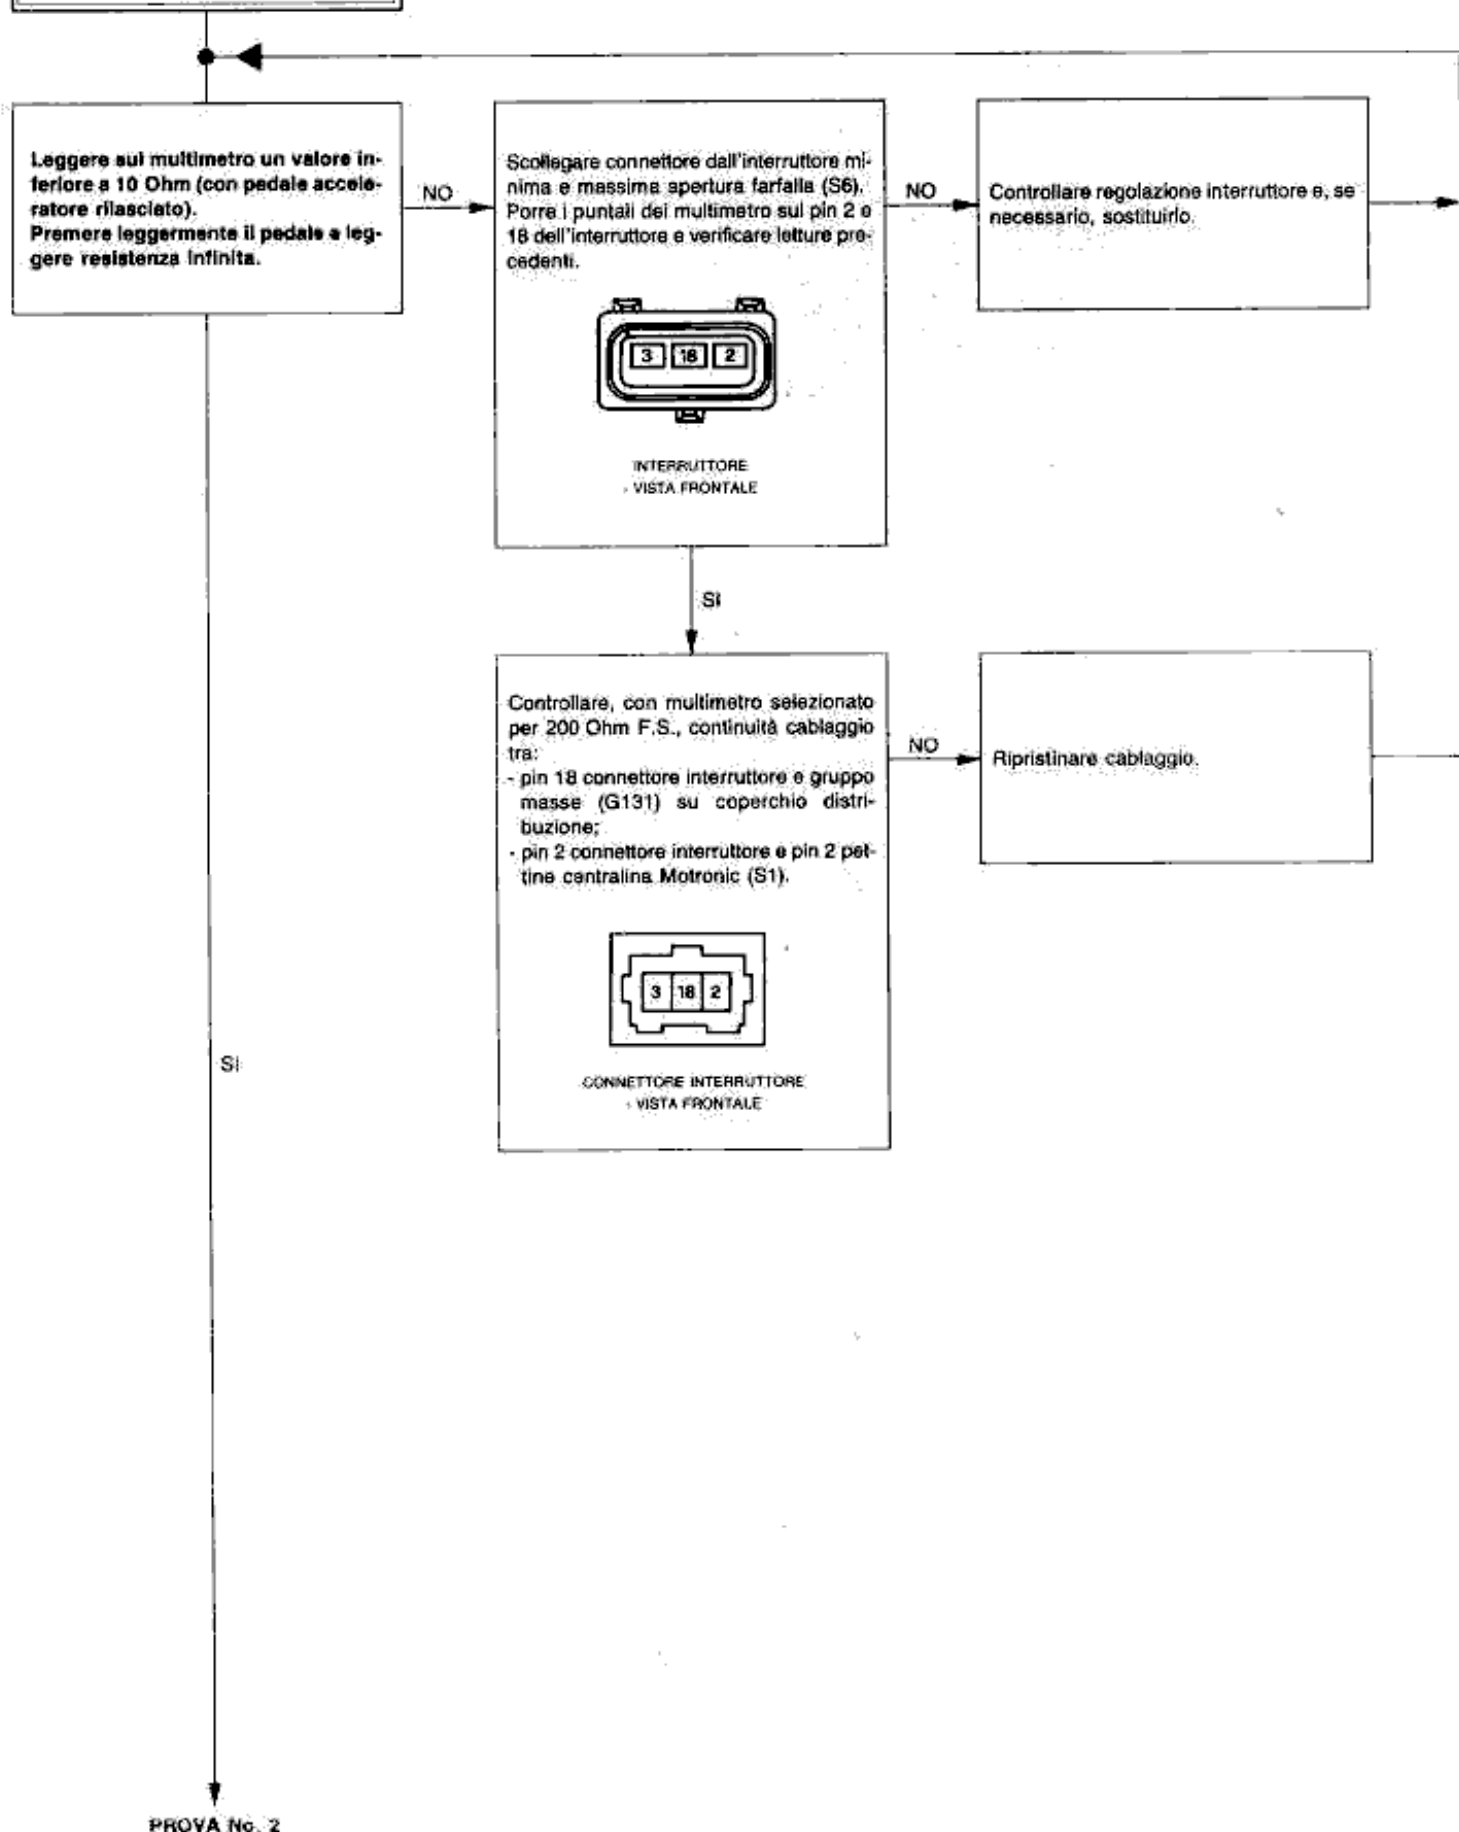 Leggere sul multimetro un valore in-
feriore a 10 Ohm (con pedale accele-
ratore rilasciato).
Premere leggermente il pedale e leg-
gere resistenza infinita.
NO
Scollegare connettore dall'interruttore mi-
nima e massima apertura farfalla (S6).
Porre i puntali del multimetro sul pin 2 e
18 dell'interruttore e verificare letture pre-
cedenti.
3 18 2
INTERRUTTORE
- VISTA FRONTALE
NO
Controllare regolazione interruttore e, se
necessario, sostituirlo.
SI
Controllare, con multimetro selezionato
per 200 Ohm F.S., continuità cablaggio
tra:
- pin 18 connettore interruttore e gruppo
masse (G131) su coperchio distri-
buzione;
- pin 2 connettore interruttore e pin 2 pet-
tine centralina Motronic (S1).
3 18 2
CONNETTORE INTERRUTTORE
- VISTA FRONTALE
NO
Ripristinare cablaggio.
SI
PROVA No. 2